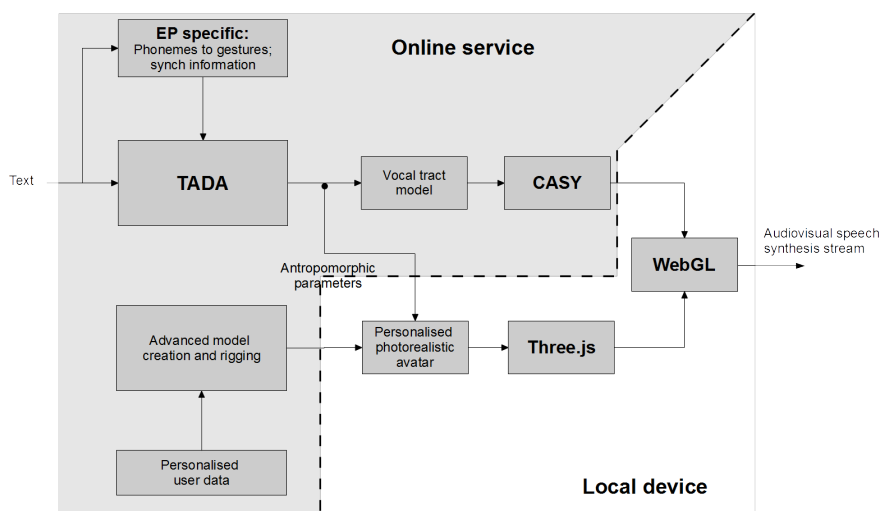 EP specific:
Phonemes to gestures;
synch information
Online service
Text
TADA
Vocal tract
model
CASY
Audiovisual speech
synthesis stream
WebGL
Antropomorphic
parameters
Advanced model
creation and rigging
Personalised
photorealistic
avatar
Three.js
Personalised
user data
Local device